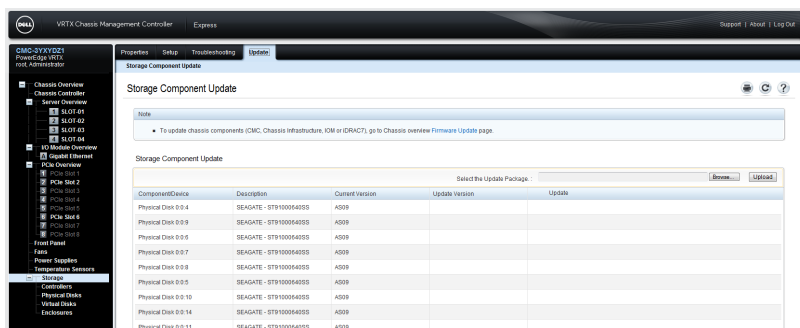 DELL VRTX Chassis Management Controller Express Support | About | Log Out
CMC-3YXYDZ1
PowerEdge VRTX
root, Administrator
Properties Setup Troubleshooting Update
Storage Component Update
Chassis Overview
Chassis Controller
Server Overview
1 SLOT-01
2 SLOT-02
3 SLOT-03
4 SLOT-04
I/O Module Overview
A Gigabit Ethernet
PCIe Overview
1 PCIe Slot 1
2 PCIe Slot 2
3 PCIe Slot 3
4 PCIe Slot 4
5 PCIe Slot 5
6 PCIe Slot 6
7 PCIe Slot 7
8 PCIe Slot 8
Front Panel
Fans
Power Supplies
Temperature Sensors
Storage
Controllers
Physical Disks
Virtual Disks
Enclosures
Storage Component Update
Note
To update chassis components (CMC, Chassis Infrastructure, IOM or iDRAC7), go to Chassis overview Firmware Update page.
Storage Component Update
Select the Update Package. : Browse... Upload
Component/Device Description Current Version Update Version Update
Physical Disk 0:0:4 SEAGATE - ST91000640SS AS09
Physical Disk 0:0:9 SEAGATE - ST91000640SS AS09
Physical Disk 0:0:6 SEAGATE - ST91000640SS AS09
Physical Disk 0:0:7 SEAGATE - ST91000640SS AS09
Physical Disk 0:0:8 SEAGATE - ST91000640SS AS09
Physical Disk 0:0:5 SEAGATE - ST91000640SS AS09
Physical Disk 0:0:10 SEAGATE - ST91000640SS AS09
Physical Disk 0:0:14 SEAGATE - ST91000640SS AS09
Physical Disk 0:0:11 SEAGATE - ST91000640SS AS09